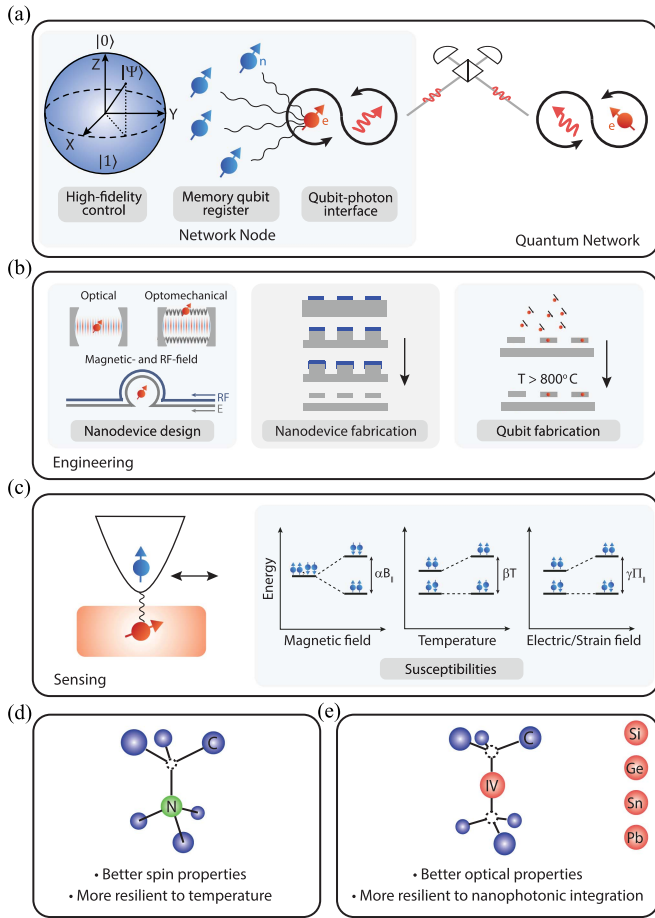 (a)
|0⟩
Z
|Ψ⟩
Y
X
|1⟩
n
e
e
High-fidelity
control
Memory qubit
register
Qubit-photon
interface
Network Node
Quantum Network
(b)
Optical
Optomechanical
Magnetic- and RF-field
RF
E
Nanodevice design
Nanodevice fabrication
T > 800° C
Qubit fabrication
Engineering
(c)
Energy
αB∥
βT
γΠ∥
Magnetic field
Temperature
Electric/Strain field
Susceptibilities
Sensing
(d)
C
N
• Better spin properties
• More resilient to temperature
(e)
C
IV
Si
Ge
Sn
Pb
• Better optical properties
• More resilient to nanophotonic integration